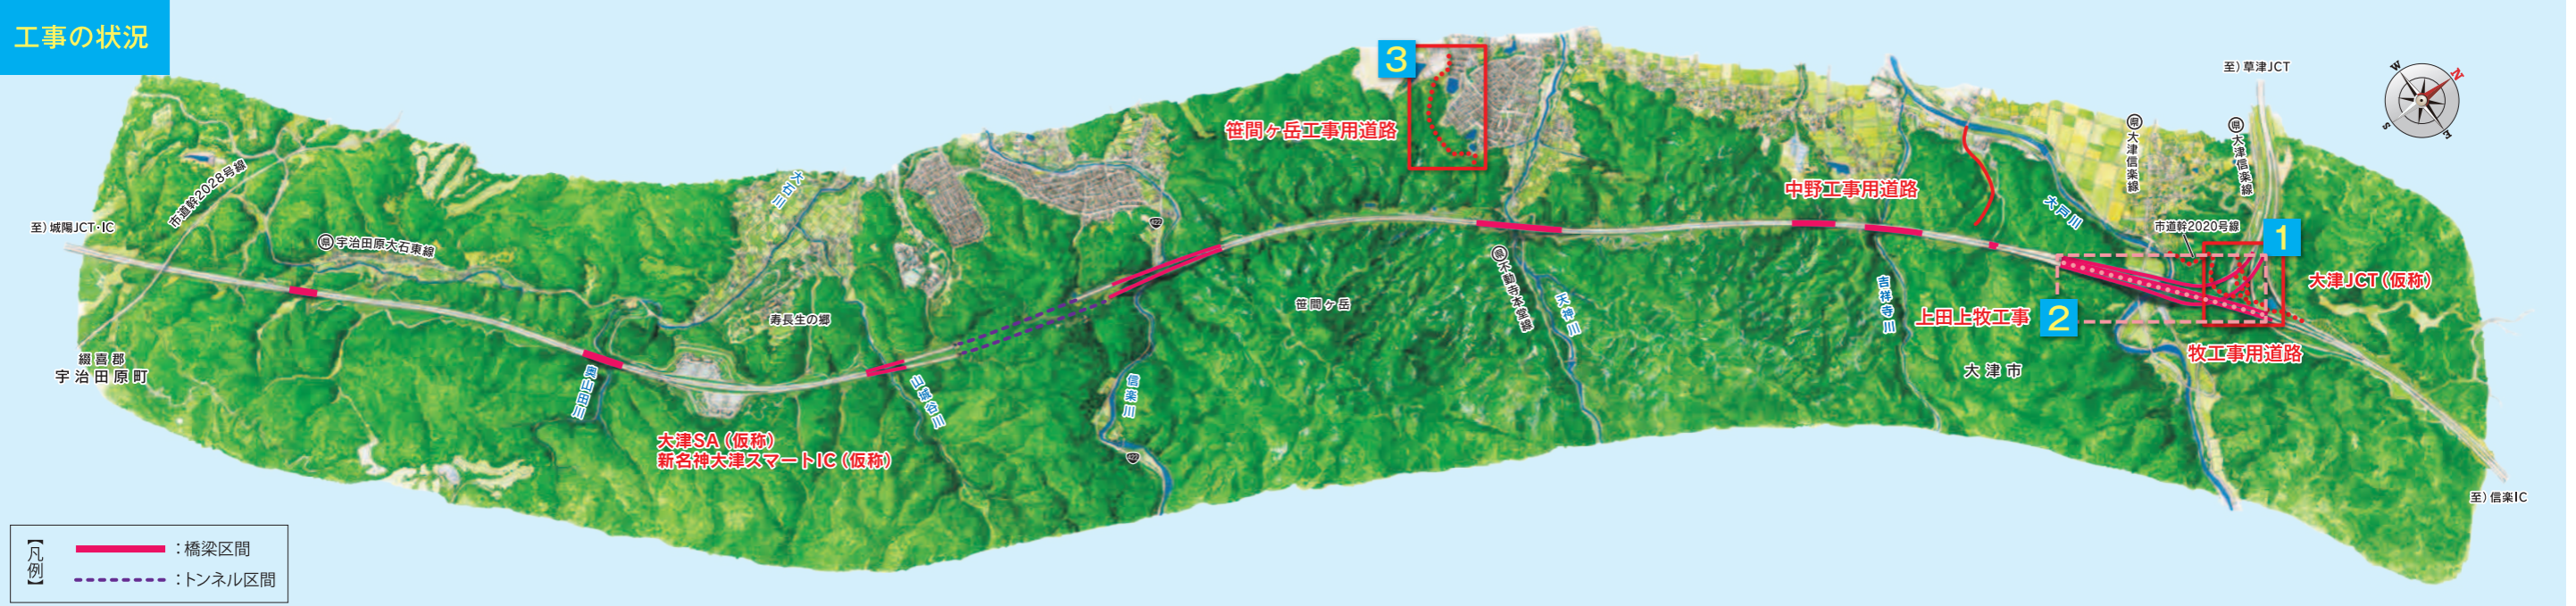 工事の状況
3
至）草津JCT
W
N
S
E
笹間ヶ岳工事用道路
県 大津信楽線
県 大津信楽線
市道幹2028号線
大石川
中野工事用道路
大戸川
市道幹2020号線
1
至）城陽JCT・IC
県 宇治田原大石東線
422
県 不動寺本堂線
大津JCT（仮称）
笹間ヶ岳
天神川
吉祥寺川
上田上牧工事
2
寿長生の郷
牧工事用道路
綴喜郡
宇治田原町
大津市
奥山田川
山城谷川
信楽川
大津SA（仮称）
新名神大津スマートIC（仮称）
422
至）信楽IC
【凡例】
：橋梁区間
：トンネル区間